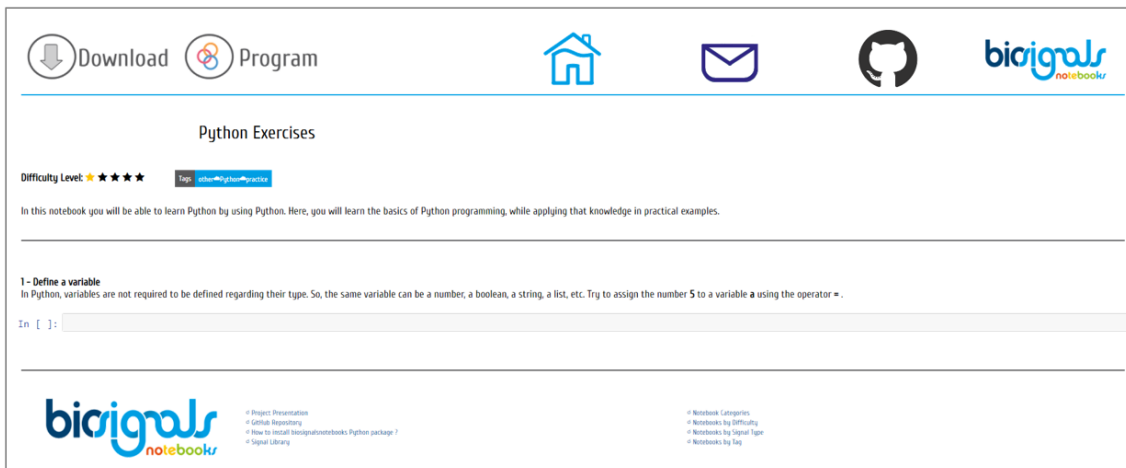 Download Program biosignals notebooks
Python Exercises
Difficulty Level:
Tags other☁Python☁practice
In this notebook you will be able to learn Python by using Python. Here, you will learn the basics of Python programming, while applying that knowledge in practical examples.
1 - Define a variable
In Python, variables are not required to be defined regarding their type. So, the same variable can be a number, a boolean, a string, a list, etc. Try to assign the number 5 to a variable a using the operator = .
In [ ]:
biosignals notebooks
Project Presentation
GitHub Repository
How to install biosignalsnotebooks Python package ?
Signal Library
Notebook Categories
Notebooks by Difficulty
Notebooks by Signal Type
Notebooks by Tag